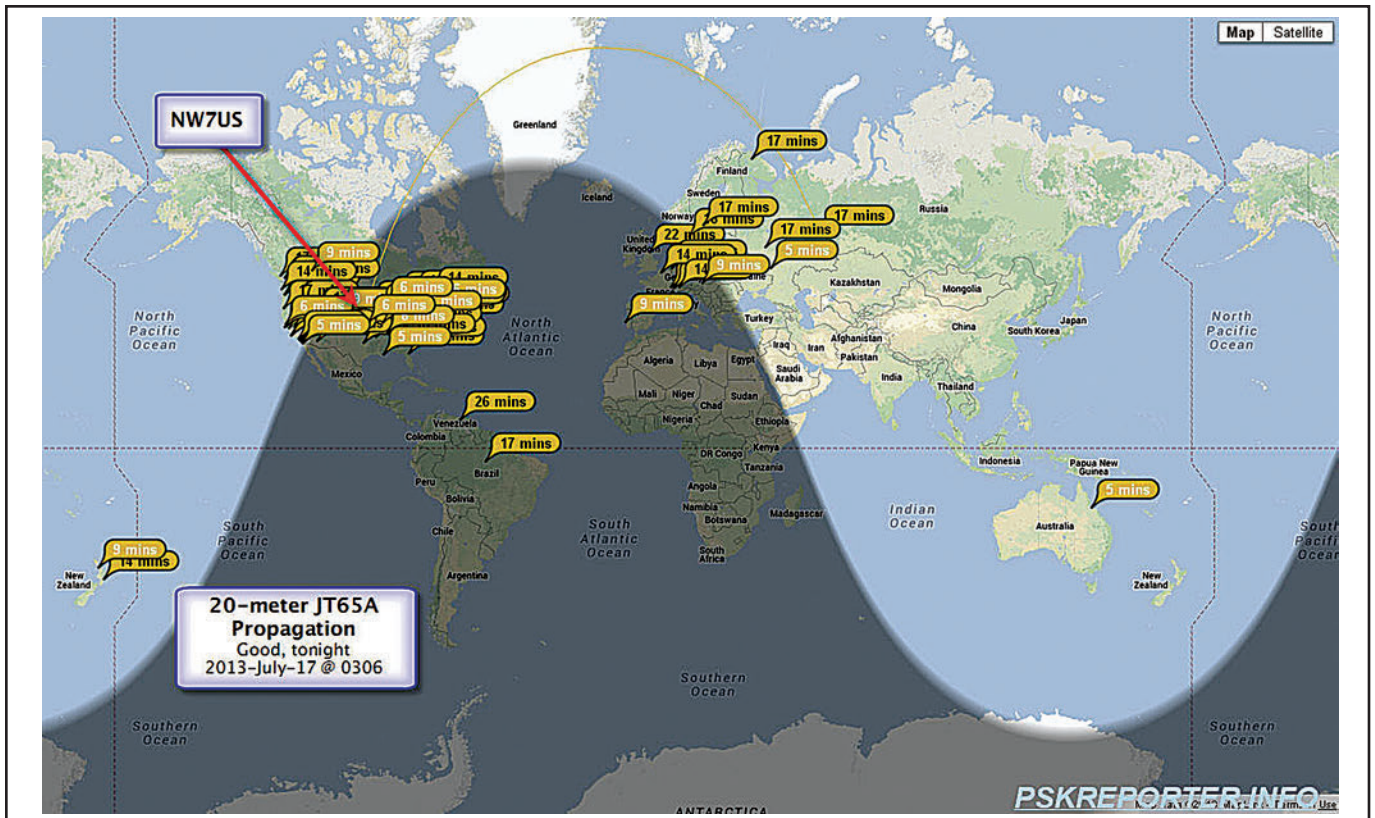 Map Satellite
NW7US
Greenland
17 mins
Finland
Iceland
Sweden
17 mins
Norway
17 mins
Russia
17 mins
22 mins
United
Kingdom
9 mins
14 mins
14 mins
5 mins
9 mins
14 mins
6 mins
6 mins
6 mins
5 mins
5 mins
France
9 mins
Kazakhstan
Mongolia
North
Pacific
Ocean
North
Atlantic
Ocean
Turkey
China
South Korea
Japan
North
Pacific
Ocean
Mexico
Algeria
Libya
Egypt
Iraq
Iran
Afghanistan
Pakistan
Saudi
Arabia
India
Thailand
26 mins
Mali
Niger
Chad
Sudan
Venezuela
Colombia
Nigeria
Ethiopia
17 mins
Kenya
DR Congo
Tanzania
Indonesia
Papua New
Guinea
Brazil
Peru
Bolivia
Angola
Namibia
Botswana
Madagascar
5 mins
Australia
Indian
Ocean
South
Pacific
Ocean
South
Atlantic
Ocean
Chile
South
Africa
9 mins
14 mins
New
Zealand
Argentina
New
Zealand
20-meter JT65A
Propagation
Good, tonight
2013-July-17 @ 0306
Southern
Ocean
Southern
Ocean
Southern
Ocean
ANTARCTICA
PSKREPORTER.INFO
Use